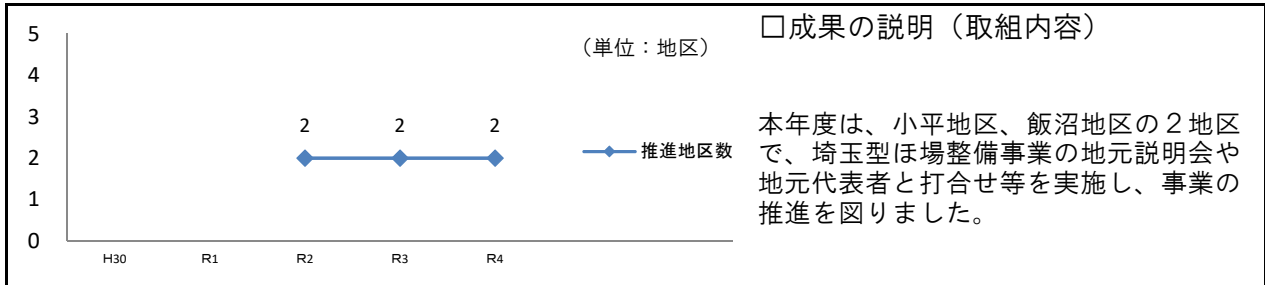 5
4
3
2
1
0
（単位：地区）
2 2 2
推進地区数
H30 R1 R2 R3 R4
□成果の説明（取組内容）
本年度は、小平地区、飯沼地区の２地区
で、埼玉型ほ場整備事業の地元説明会や
地元代表者と打合せ等を実施し、事業の
推進を図りました。